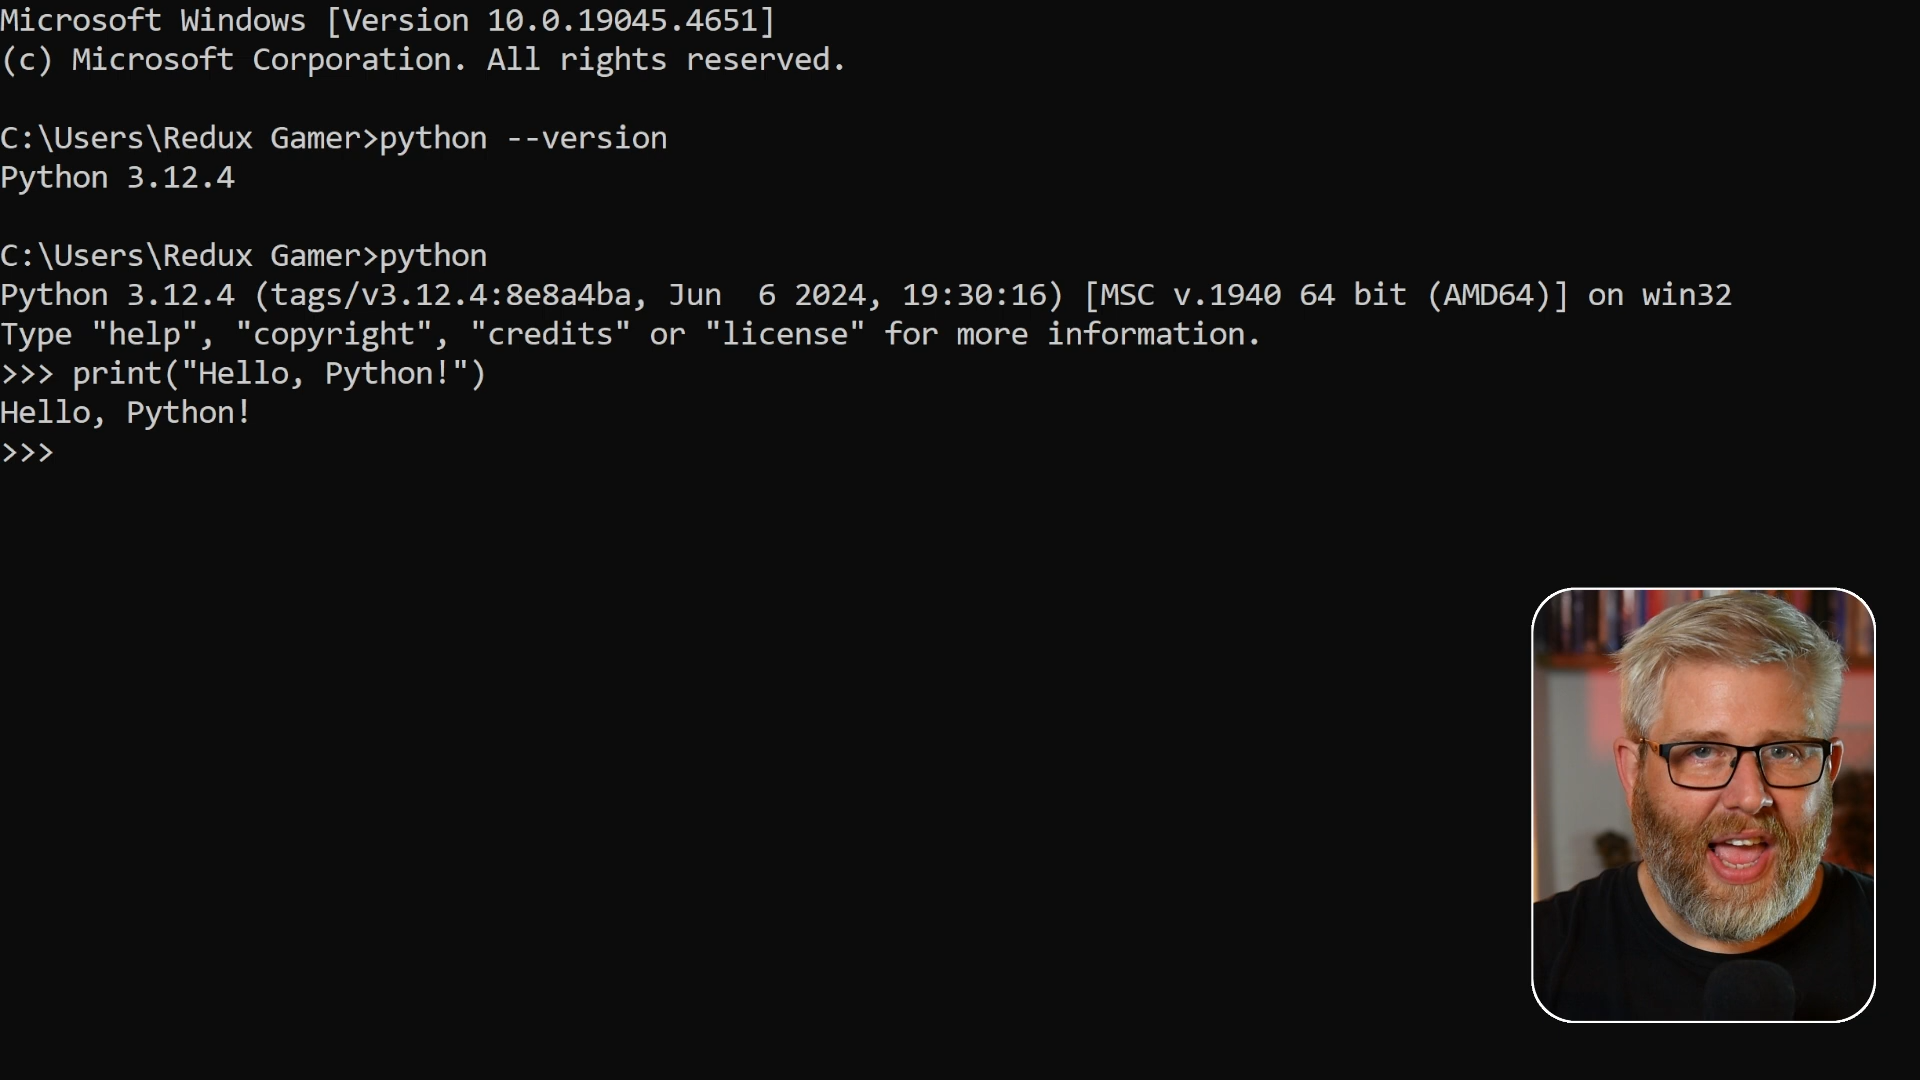 Microsoft Windows [Version 10.0.19045.4651]
(c) Microsoft Corporation. All rights reserved.
C:\Users\Redux Gamer>python --version
Python 3.12.4
C:\Users\Redux Gamer>python
Python 3.12.4 (tags/v3.12.4:8e8a4ba, Jun  6 2024, 19:30:16) [MSC v.1940 64 bit (AMD64)] on win32
Type "help", "copyright", "credits" or "license" for more information.
>>> print("Hello, Python!")
Hello, Python!
>>>